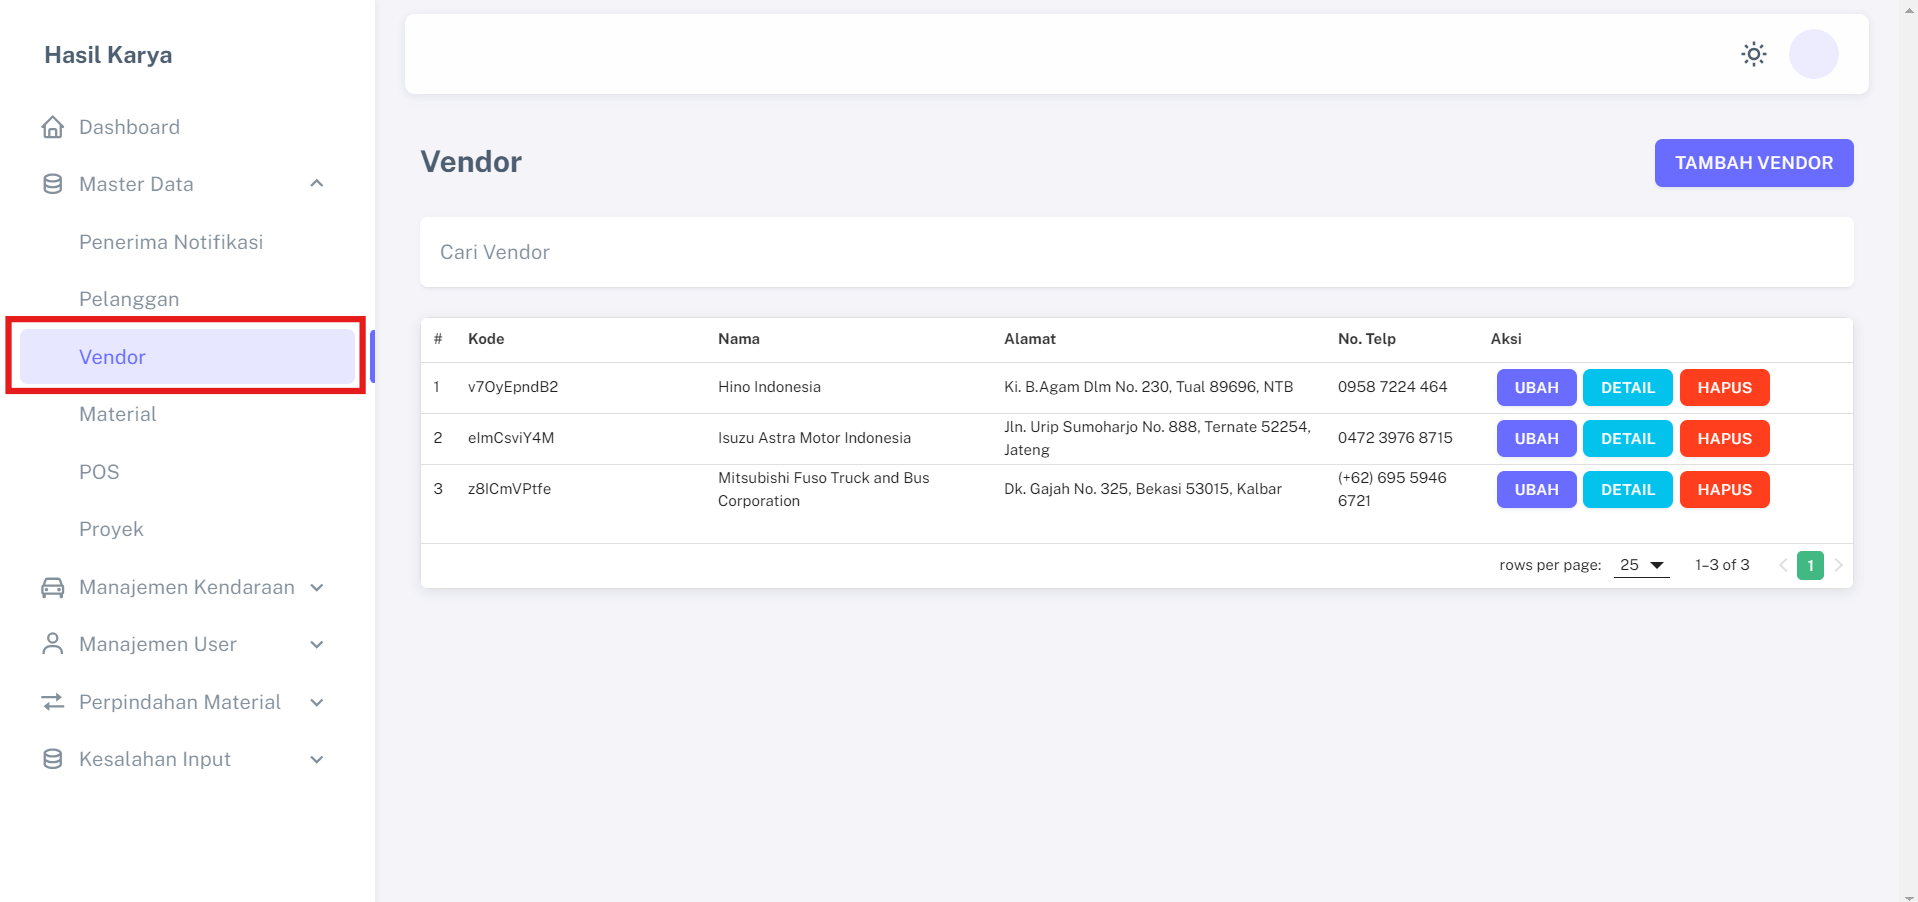 Hasil Karya
Dashboard
Master Data
Penerima Notifikasi
Pelanggan
Vendor
Material
POS
Proyek
Manajemen Kendaraan
Manajemen User
Perpindahan Material
Kesalahan Input
Vendor
TAMBAH VENDOR
Cari Vendor
# Kode Nama Alamat No. Telp Aksi
1 v7OyEpndB2 Hino Indonesia Ki. B.Agam Dlm No. 230, Tual 89696, NTB 0958 7224 464 UBAH DETAIL HAPUS
2 eImCsviY4M Isuzu Astra Motor Indonesia Jln. Urip Sumoharjo No. 888, Ternate 52254,
Jateng 0472 3976 8715 UBAH DETAIL HAPUS
3 z8ICmVPtfe Mitsubishi Fuso Truck and Bus
Corporation Dk. Gajah No. 325, Bekasi 53015, Kalbar (+62) 695 5946
6721 UBAH DETAIL HAPUS
rows per page: 25 1–3 of 3 1